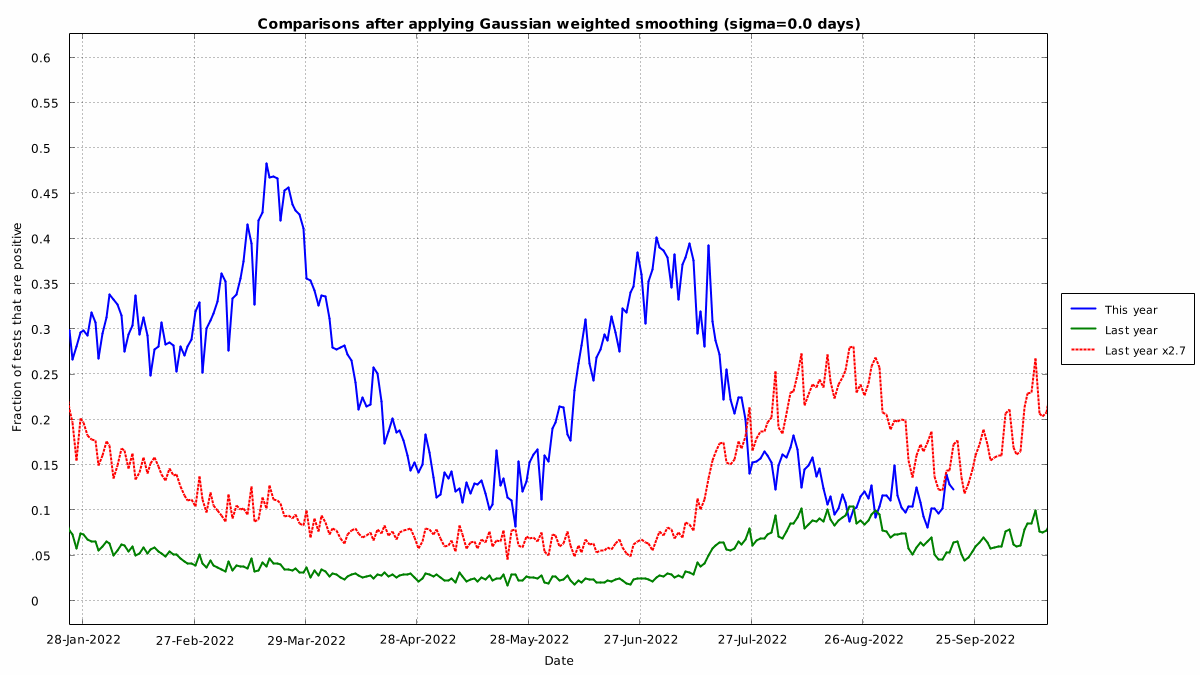 Comparisons after applying Gaussian weighted smoothing (sigma=0.0 days)
0.6
0.55
0.5
0.45
0.4
0.35
0.3
0.25
0.2
0.15
0.1
.05
0
Fraction of tests that are positive
28-Jan-2022
27-Feb-2022
29-Mar-2022
28-Apr-2022
28-May-2022
27-Jun-2022
27-Jul-2022
26-Aug-2022
25-Sep-2022
Date
This year
Last year
Last year x2.7